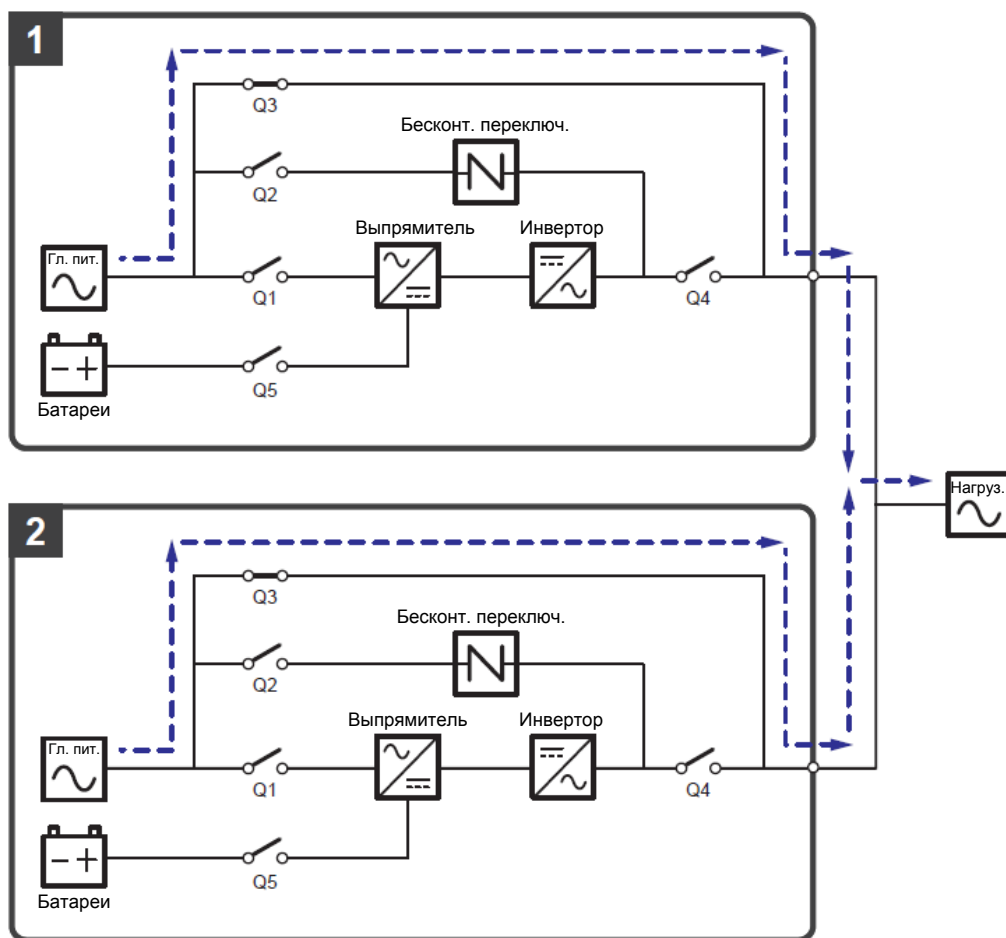 1
Q3
Бесконт. переключ.
Q2
Выпрямитель
Инвертор
Гл. пит.
Q1
Q4
Q5
Батареи
Нагруз.
2
Q3
Бесконт. переключ.
Q2
Выпрямитель
Инвертор
Гл. пит.
Q1
Q4
Q5
Батареи